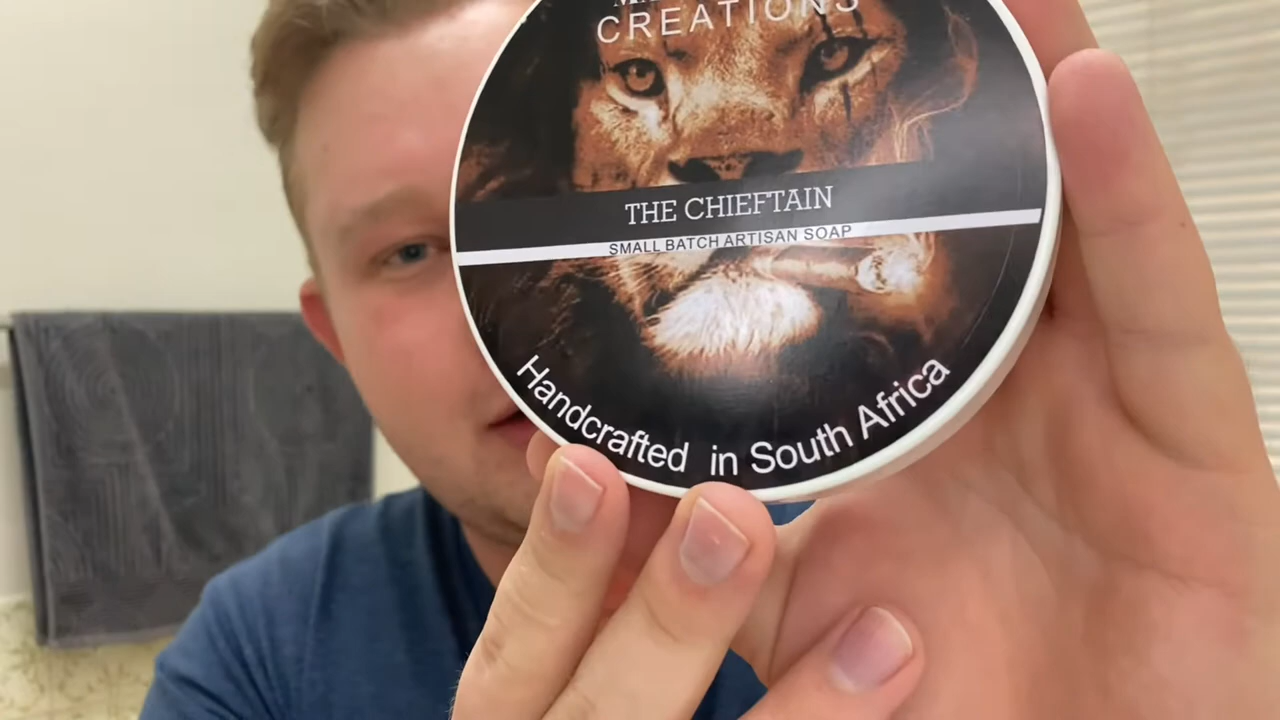 CREATIONS
THE CHIEFTAIN
SMALL BATCH ARTISAN SOAP
Handcrafted in South Africa